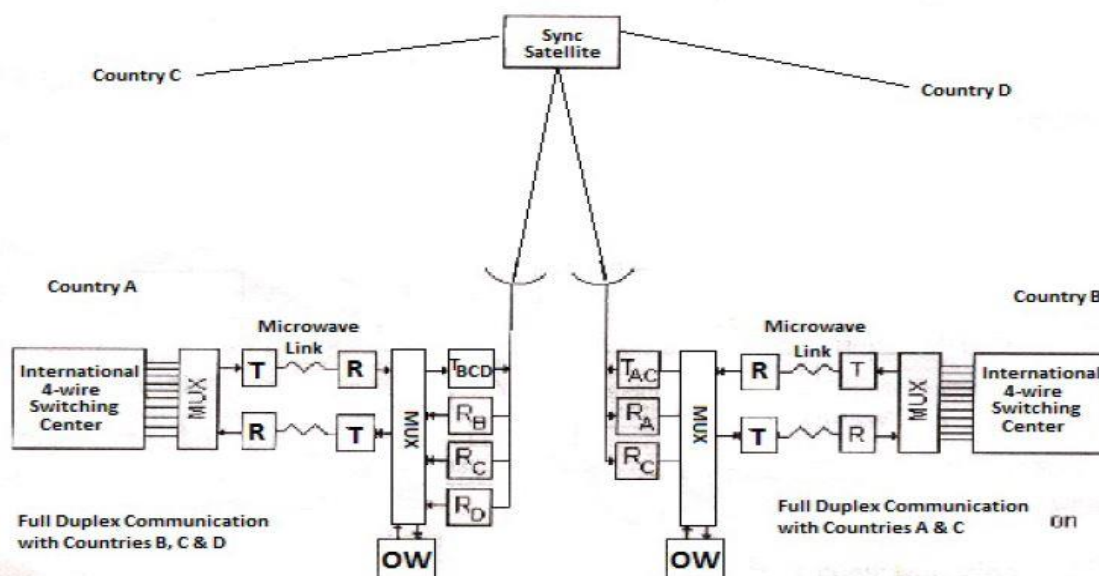 Sync
Satellite
Country C
Country D
Country A
Country B
Microwave
Link
Microwave
Link
International
4-wire
Switching
Center
MUX
T
R
R
T
MUX
T BCD
R B
R C
R D
OW
T AC
R A
R C
MUX
OW
R
T
T
R
MUX
International
4-wire
Switching
Center
Full Duplex Communication
with Countries B, C & D
Full Duplex Communication
with Countries A & C
on